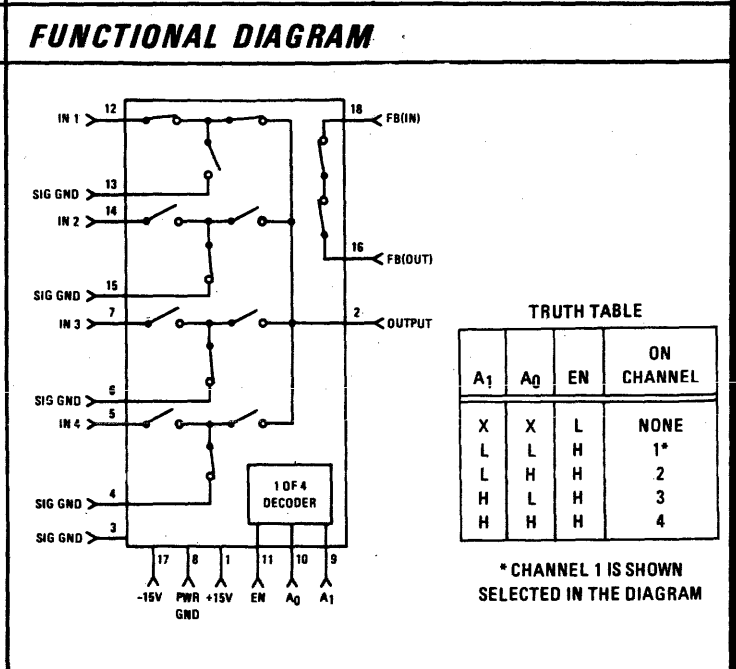 FUNCTIONAL DIAGRAM
IN 1 12
18 FB(IN)
SIG GND 13
IN 2 14
16 FB(OUT)
SIG GND 15
IN 3 7
2 OUTPUT
SIG GND 6
IN 4 5
1 OF 4
DECODER
SIG GND 4
SIG GND 3
17 8 1 11 10 9
-15V PWR GND +15V EN A0 A1
TRUTH TABLE
A1 A0 EN ON CHANNEL
X X L NONE
L L H 1*
L H H 2
H L H 3
H H H 4
* CHANNEL 1 IS SHOWN
SELECTED IN THE DIAGRAM